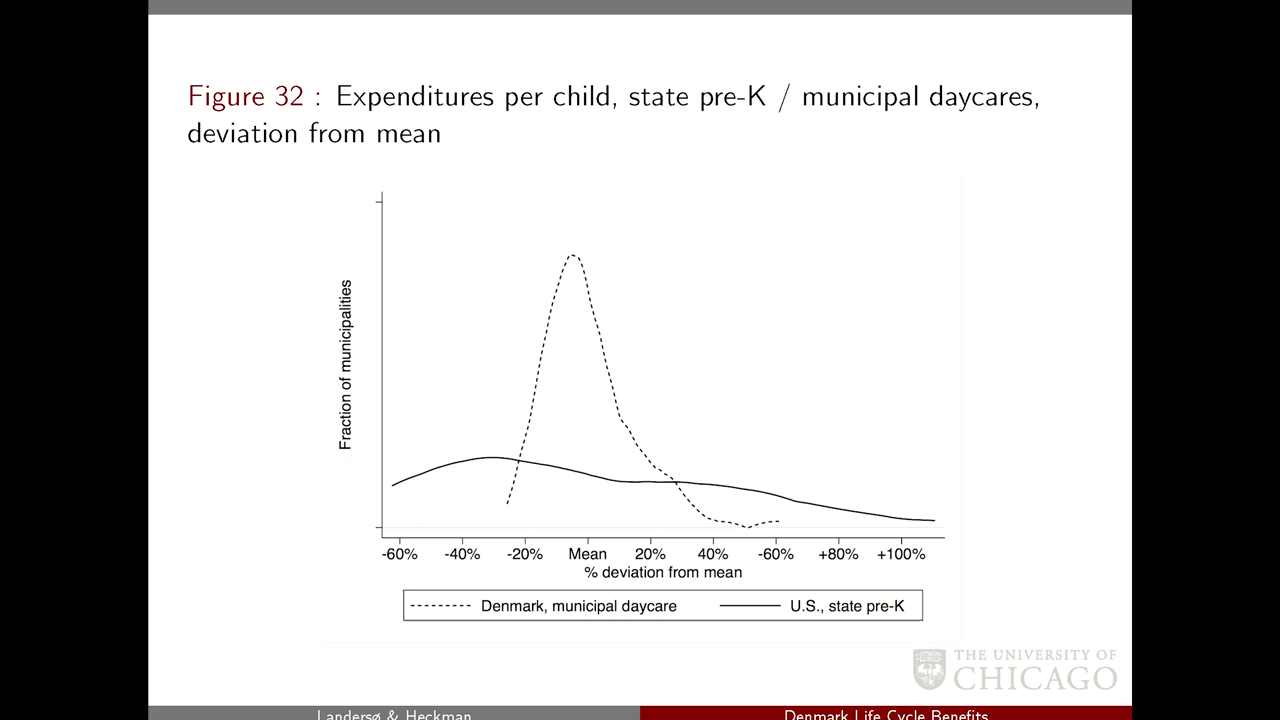 Figure 32 : Expenditures per child, state pre-K / municipal daycares,
deviation from mean
Fraction of municipalities
-60% -40% -20% Mean 20% 40% -60% +80% +100%
% deviation from mean
Denmark, municipal daycare U.S., state pre-K
THE UNIVERSITY OF
CHICAGO
Landersø & Heckman Denmark Life Cycle Benefits